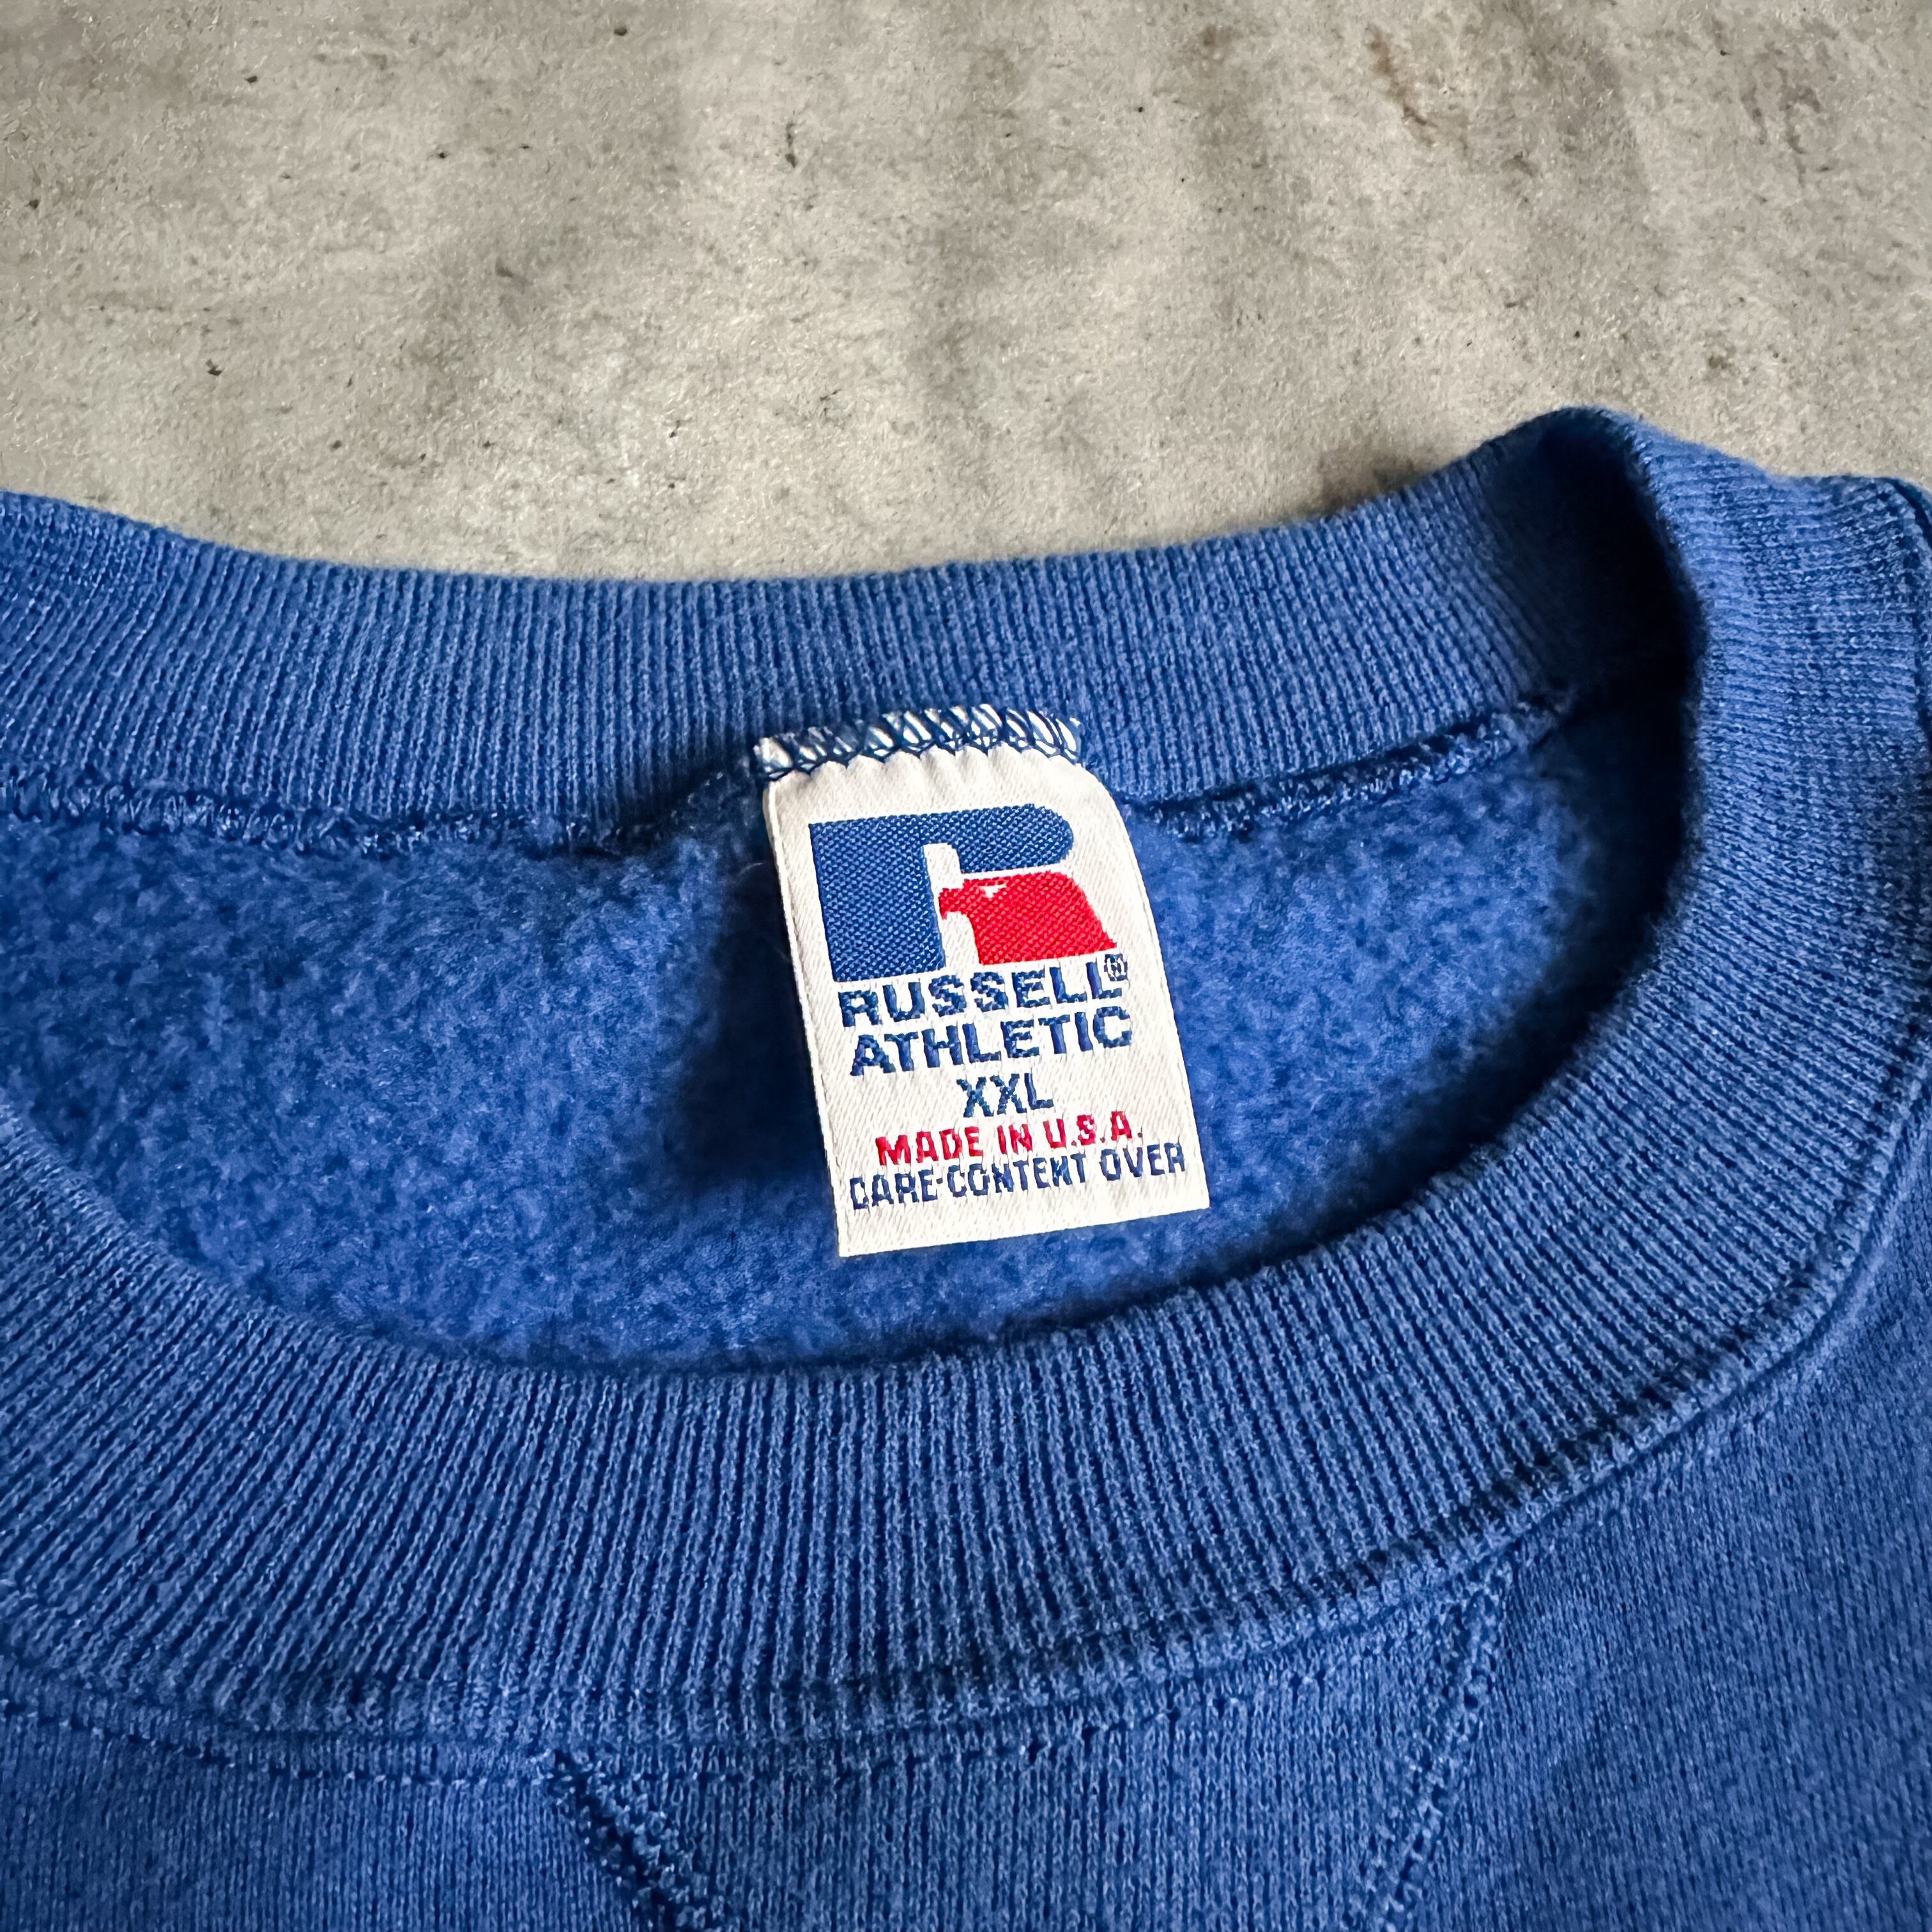 RUSSELL®
ATHLETIC
XXL
MADE IN U.S.A.
CARE-CONTENT OVER